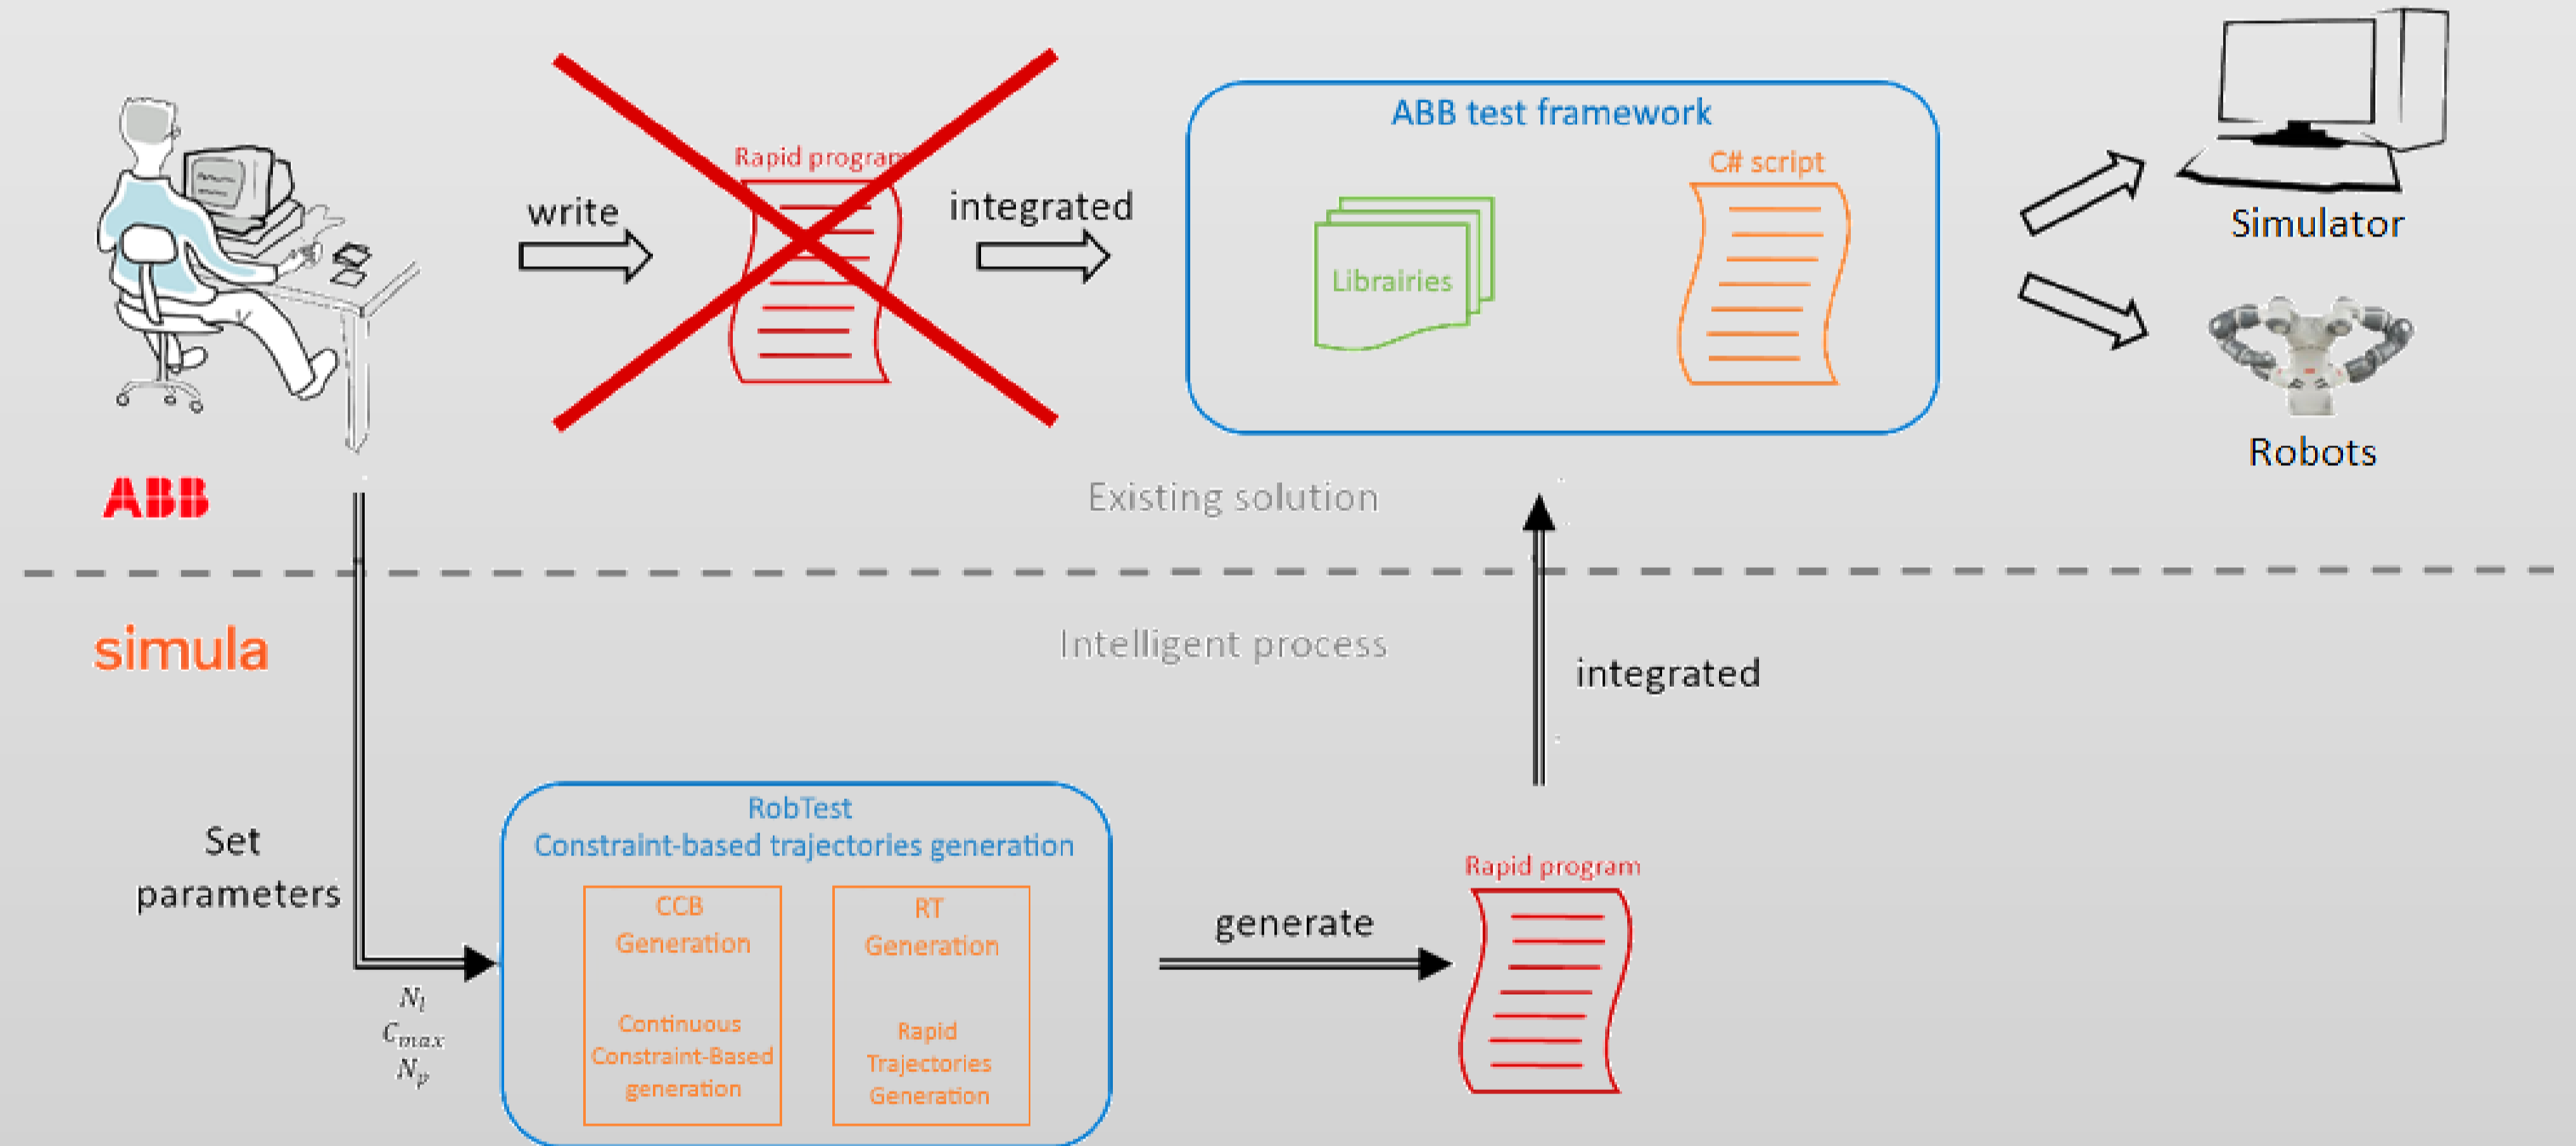 ABB test framework
Rapid program
C# script
write
integrated
Librairies
Simulator
Robots
ABB
Existing solution
simula
Intelligent process
integrated
Set
parameters
RobTest
Constraint-based trajectories generation
CCB
Generation
Continuous
Constraint-Based
generation
RT
Generation
Rapid
Trajectories
Generation
generate
Rapid program
N_l
C_max
N_p